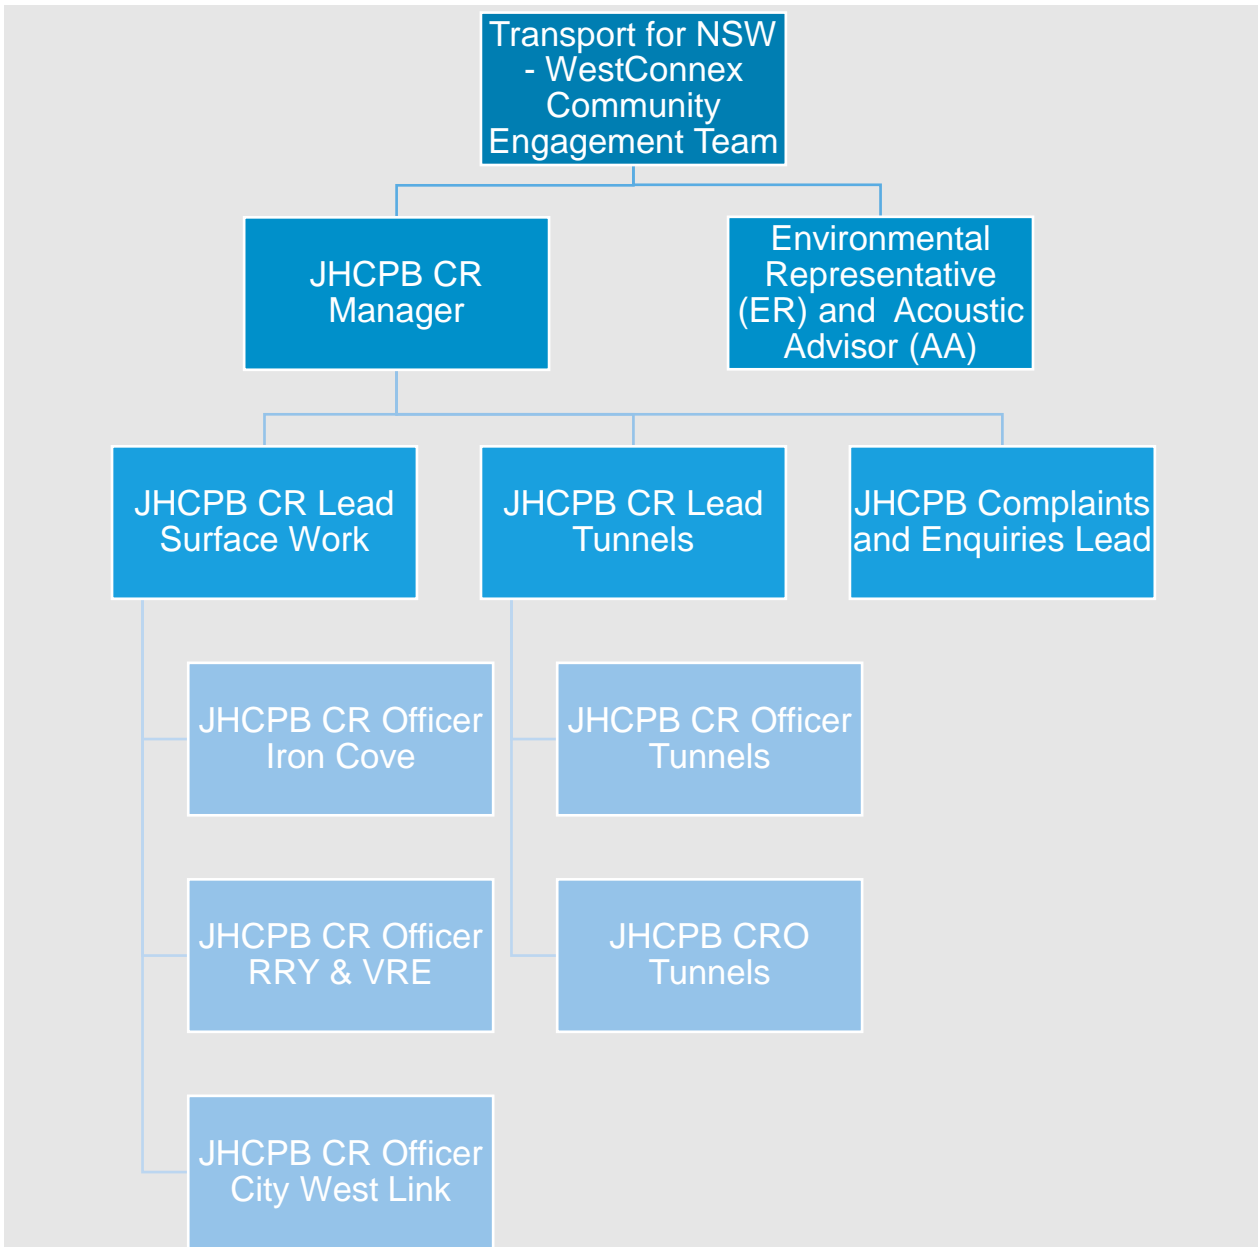 Transport for NSW
- WestConnex
Community
Engagement Team
JHCPB CR
Manager
Environmental
Representative
(ER) and  Acoustic
Advisor (AA)
JHCPB CR Lead
Surface Work
JHCPB CR Lead
Tunnels
JHCPB Complaints
and Enquiries Lead
JHCPB CR Officer
Iron Cove
JHCPB CR Officer
Tunnels
JHCPB CR Officer
RRY & VRE
JHCPB CRO
Tunnels
JHCPB CR Officer
City West Link